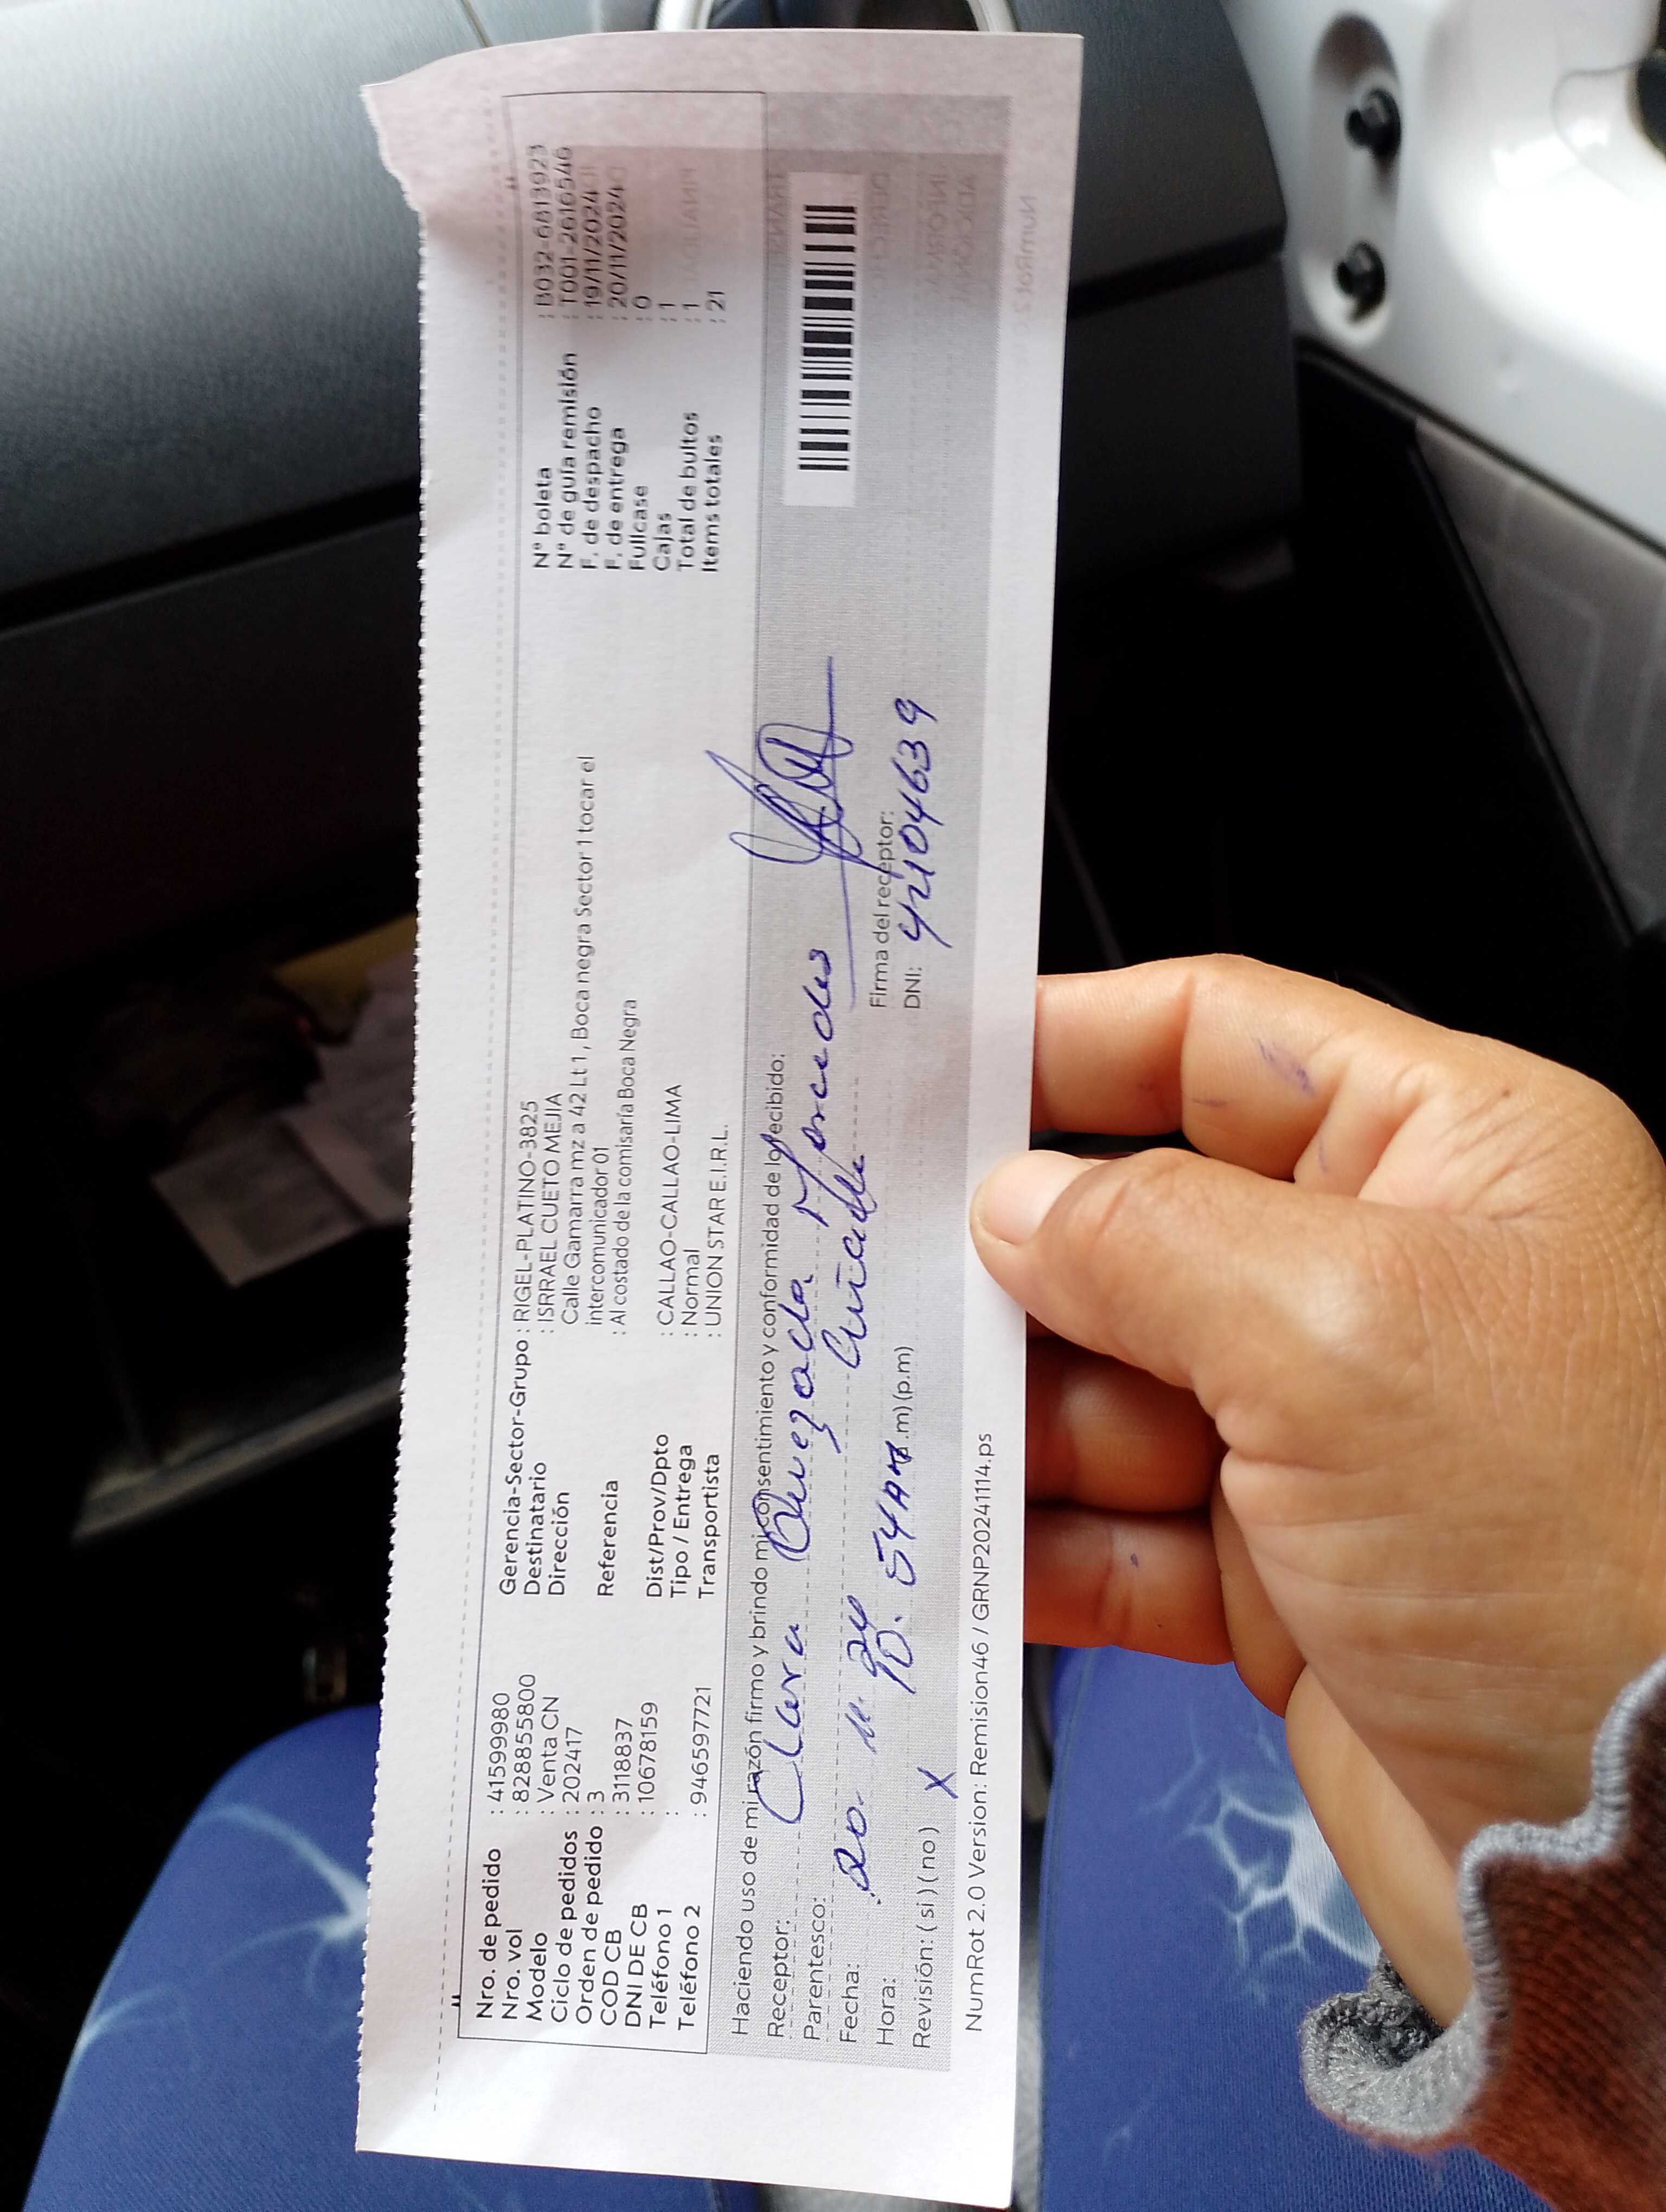 Nro. de pedido : 41599980
Nro. vol : 828855800
Modelo : Venta CN
Ciclo de pedidos : 202417
Orden de pedido : 3
COD CB : 3118837
DNI DE CB : 10678159
Teléfono 1 :
Teléfono 2 : 946597721
Gerencia-Sector-Grupo : RIGEL-PLATINO-3825
Destinatario : ISRRAEL CUETO MEJIA
Dirección Calle Gamarra mz a 42 Lt 1 , Boca negra Sector 1 tocar el
intercomunicador 01
Referencia : Al costado de la comisaría Boca Negra
Dist/Prov/Dpto : CALLAO-CALLAO-LIMA
Tipo / Entrega : Normal
Transportista : UNION STAR E.I.R.L.
N° boleta : B032-6813923
N° de guía remisión : T001-2616546
F. de despacho : 19/11/2024
F. de entrega : 20/11/2024
Fullcase : 0
Cajas : 1
Total de bultos : 1
Items totales : 21
Haciendo uso de mi razón firmo y brindo mi consentimiento y conformidad de lo recibido:
Receptor: Clara
Parentesco:
Fecha: 20. 11. 24
Hora: 10. 54 AM .m) (p.m)
Revisión: ( si ) ( no ) X
Firma del receptor:
DNI: 42104639
NumRot 2.0 Version: Remision46 / GRNP20241114.ps